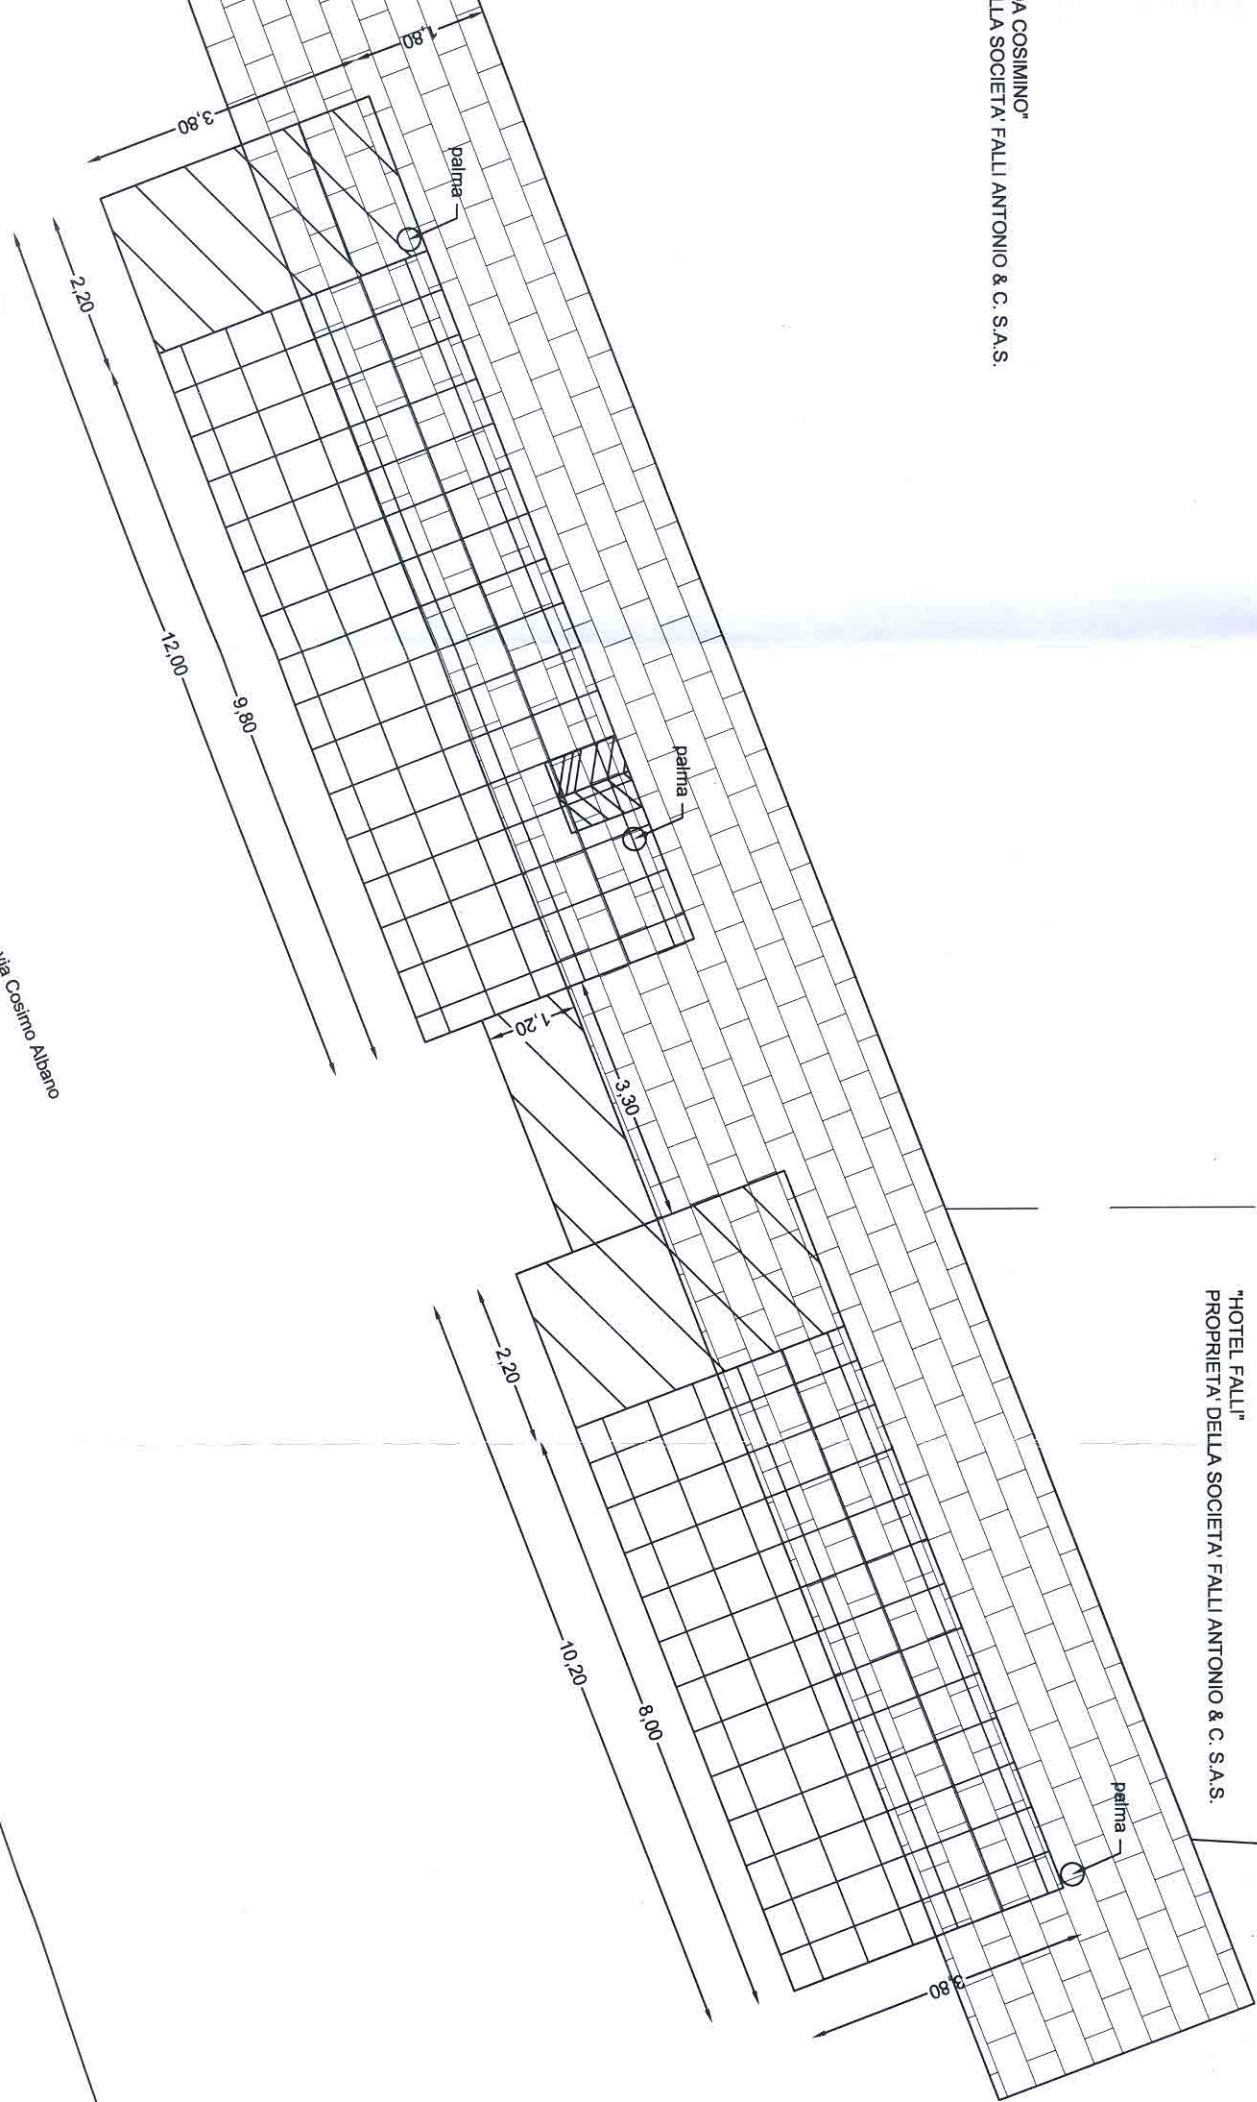 A COSIMINO"
LLA SOCIETA' FALLI ANTONIO & C. S.A.S.
1,80
3,80
palma
2,20
12,00
9,80
palma
1,20
3,30
via Cosimo Albano
"HOTEL FALLI"
PROPRIETA' DELLA SOCIETA' FALLI ANTONIO & C. S.A.S.
2,20
10,20
8,00
palma
3,80